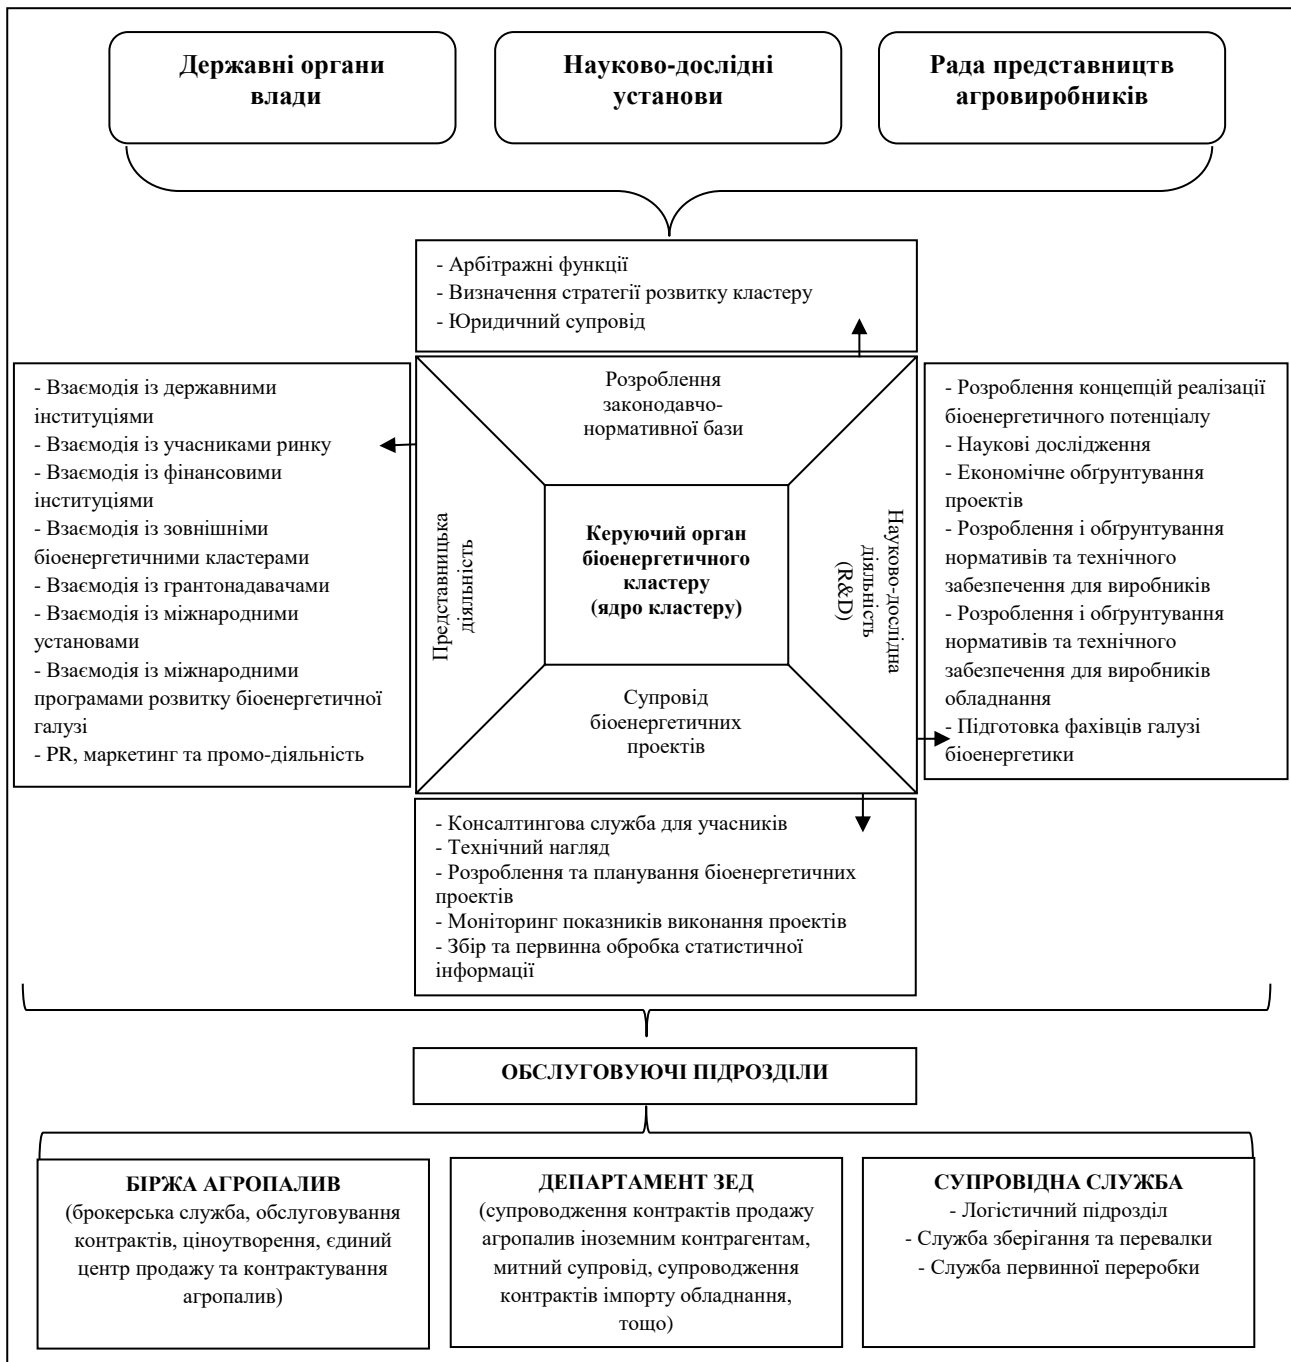 Державні органи
влади
Науково-дослідні
установи
Рада представництв
агровиробників
- Арбітражні функції
- Визначення стратегії розвитку кластеру
- Юридичний супровід
- Взаємодія із державними
інституціями
- Взаємодія із учасниками ринку
- Взаємодія із фінансовими
інституціями
- Взаємодія із зовнішніми
біоенергетичними кластерами
- Взаємодія із грантонадавачами
- Взаємодія із міжнародними
установами
- Взаємодія із міжнародними
програмами розвитку біоенергетичної
галузі
- PR, маркетинг та промо-діяльність
Розроблення
законодавчо-
нормативної бази
Представницька
діяльність
Керуючий орган
біоенергетичного
кластеру
(ядро кластеру)
Науково-дослідна
діяльність
(R&D)
Супровід
біоенергетичних
проектів
- Розроблення концепцій реалізації
біоенергетичного потенціалу
- Наукові дослідження
- Економічне обґрунтування
проектів
- Розроблення і обґрунтування
нормативів та технічного
забезпечення для виробників
- Розроблення і обґрунтування
нормативів та технічного
забезпечення для виробників
обладнання
- Підготовка фахівців галузі
біоенергетики
- Консалтингова служба для учасників
- Технічний нагляд
- Розроблення та планування біоенергетичних
проектів
- Моніторинг показників виконання проектів
- Збір та первинна обробка статистичної
інформації
ОБСЛУГОВУЮЧІ ПІДРОЗДІЛИ
БІРЖА АГРОПАЛИВ
(брокерська служба, обслуговування
контрактів, ціноутворення, єдиний
центр продажу та контрактування
агропалив)
ДЕПАРТАМЕНТ ЗЕД
(супроводження контрактів продажу
агропалив іноземним контрагентам,
митний супровід, супроводження
контрактів імпорту обладнання,
тощо)
СУПРОВІДНА СЛУЖБА
- Логістичний підрозділ
- Служба зберігання та перевалки
- Служба первинної переробки